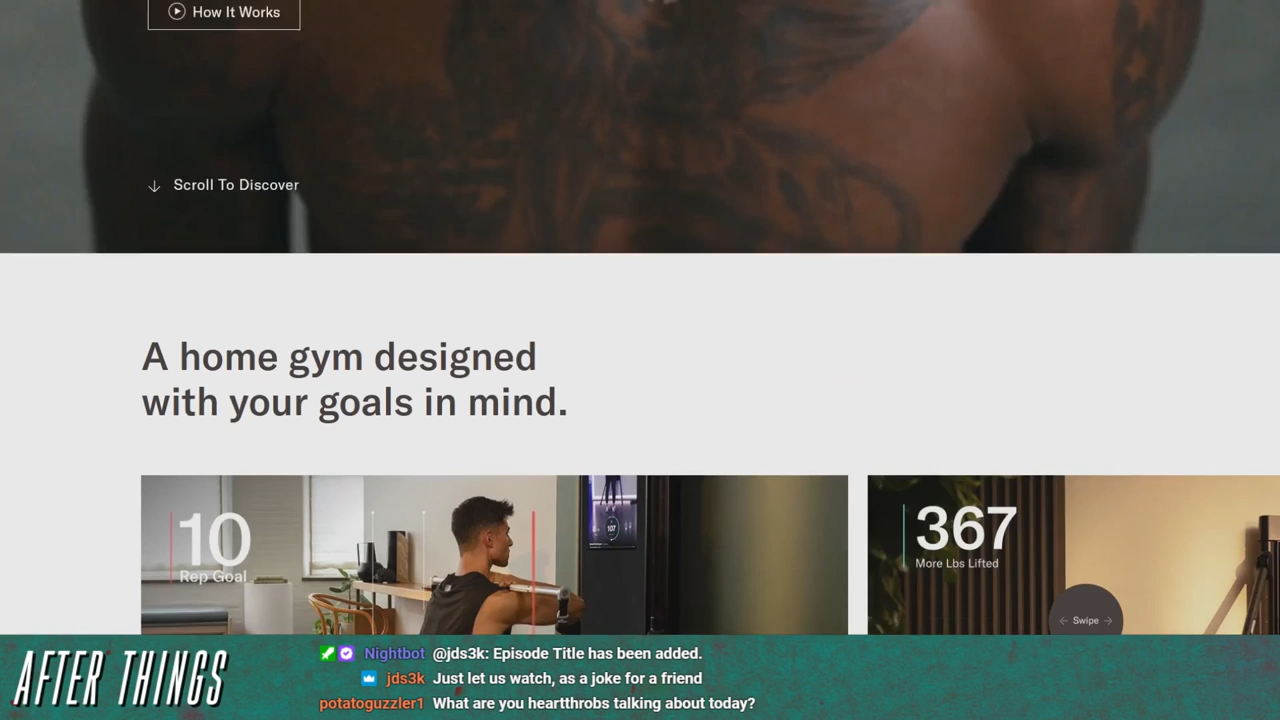 How It Works
Scroll To Discover
A home gym designed
with your goals in mind.
10
Rep Goal
107
367
More Lbs Lifted
Swipe
AFTER THINGS
Nightbot @jds3k: Episode Title has been added.
jds3k Just let us watch, as a joke for a friend
potatoguzzler1 What are you heartthrobs talking about today?